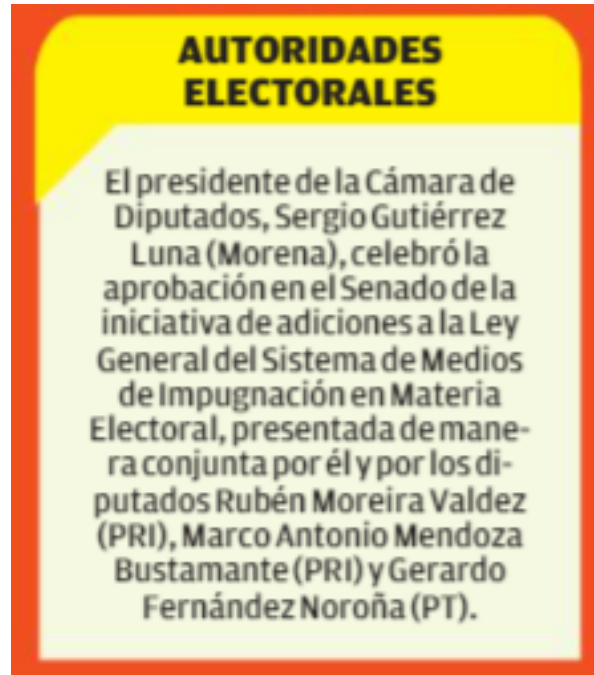 AUTORIDADES
ELECTORALES
El presidente de la Cámara de
Diputados, Sergio Gutiérrez
Luna (Morena), celebró la
aprobación en el Senado de la
iniciativa de adiciones a la Ley
General del Sistema de Medios
de Impugnación en Materia
Electoral, presentada de mane-
ra conjunta por él y por los di-
putados Rubén Moreira Valdez
(PRI), Marco Antonio Mendoza
Bustamante (PRI) y Gerardo
Fernández Noroña (PT).